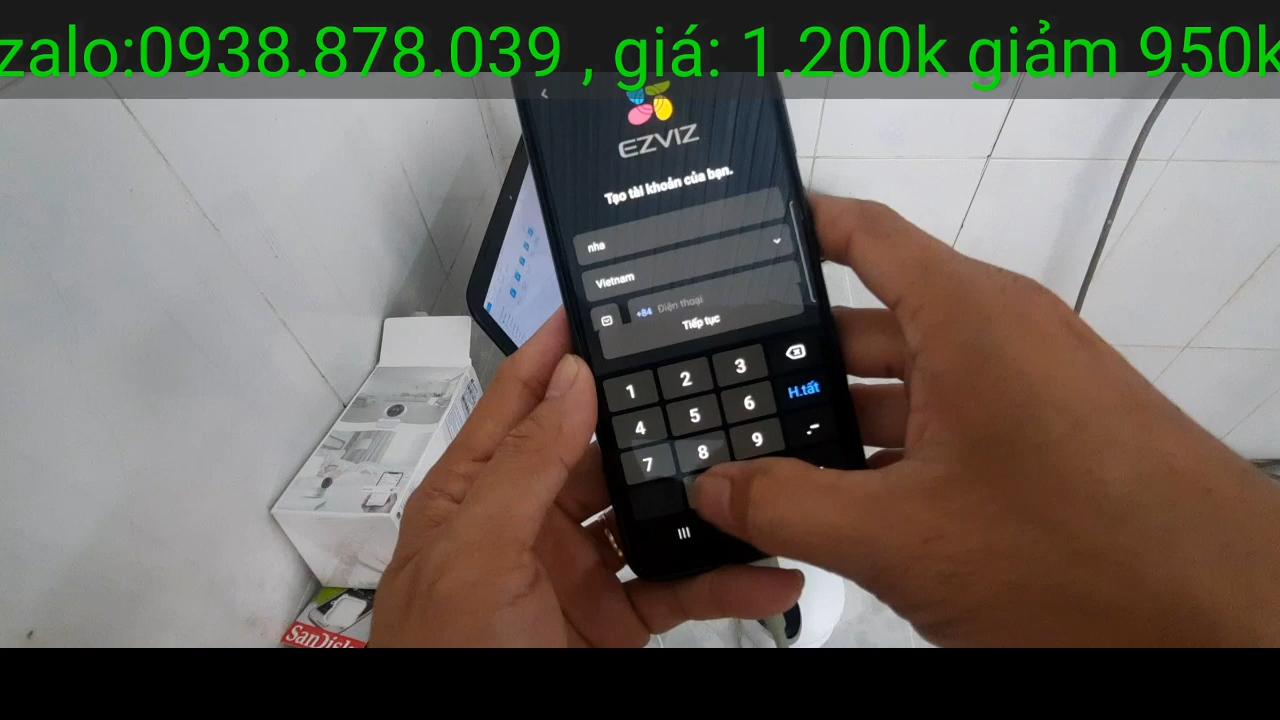 zalo:0938.878.039 , giá: 1.200k giảm 950k
EZVIZ
Tạo tài khoản của bạn.
nha
Vietnam
+84 Điện thoại
Tiếp tục
1 2 3
4 5 6 H.tất
7 8 9 .-
SanDisk